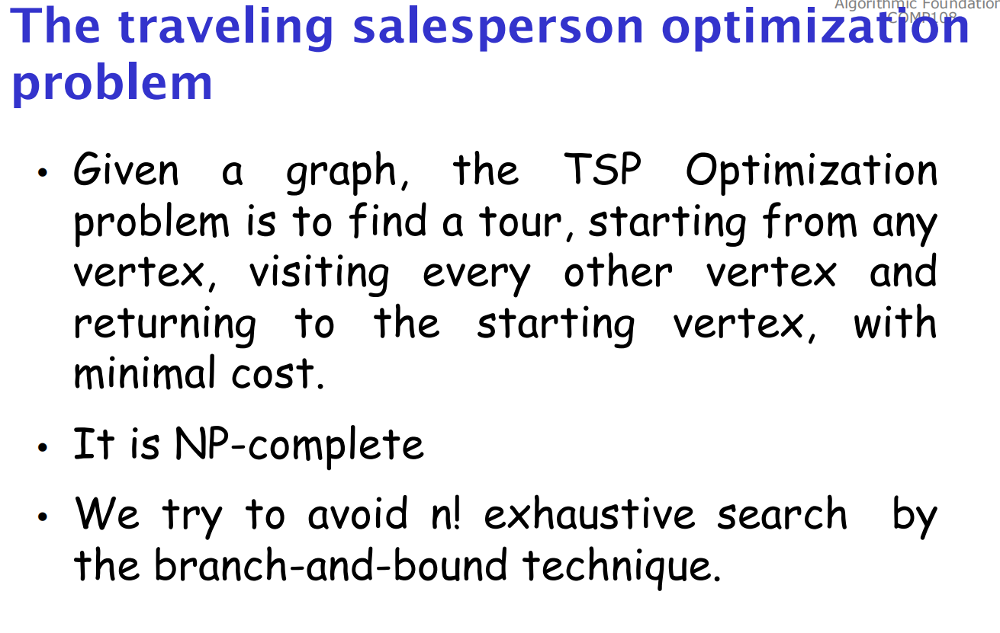 Algorithmic Foundation
COMP108
The traveling salesperson optimization
problem
• Given a graph, the TSP Optimization
problem is to find a tour, starting from any
vertex, visiting every other vertex and
returning to the starting vertex, with
minimal cost.
• It is NP-complete
• We try to avoid n! exhaustive search by
the branch-and-bound technique.